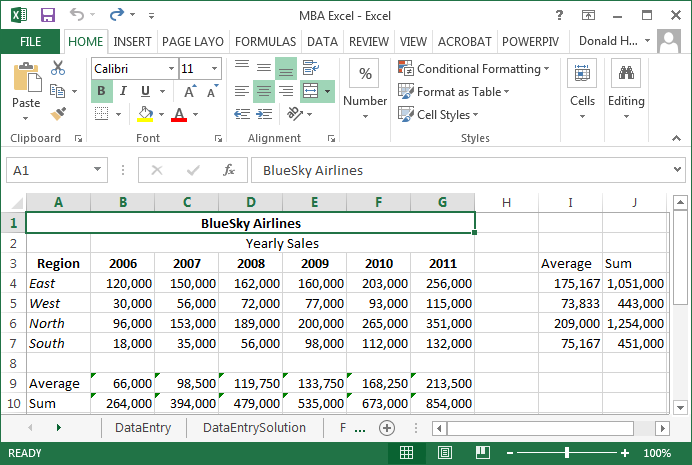 MBA Excel - Excel
?
FILE HOME INSERT PAGE LAYO FORMULAS DATA REVIEW VIEW ACROBAT POWERPIV Donald H...
Calibri 11 % Conditional Formatting
B I U A A Format as Table
Paste A Number Cell Styles Cells Editing
Clipboard Font Alignment Styles
A1 fx BlueSky Airlines
A B C D E F G H I J
1 BlueSky Airlines
2 Yearly Sales
3 Region 2006 2007 2008 2009 2010 2011 Average Sum
4 East 120,000 150,000 162,000 160,000 203,000 256,000 175,167 1,051,000
5 West 30,000 56,000 72,000 77,000 93,000 115,000 73,833 443,000
6 North 96,000 153,000 189,000 200,000 265,000 351,000 209,000 1,254,000
7 South 18,000 35,000 56,000 98,000 112,000 132,000 75,167 451,000
8
9 Average 66,000 98,500 119,750 133,750 168,250 213,500
10 Sum 264,000 394,000 479,000 535,000 673,000 854,000
DataEntry DataEntrySolution F ...
READY 100%